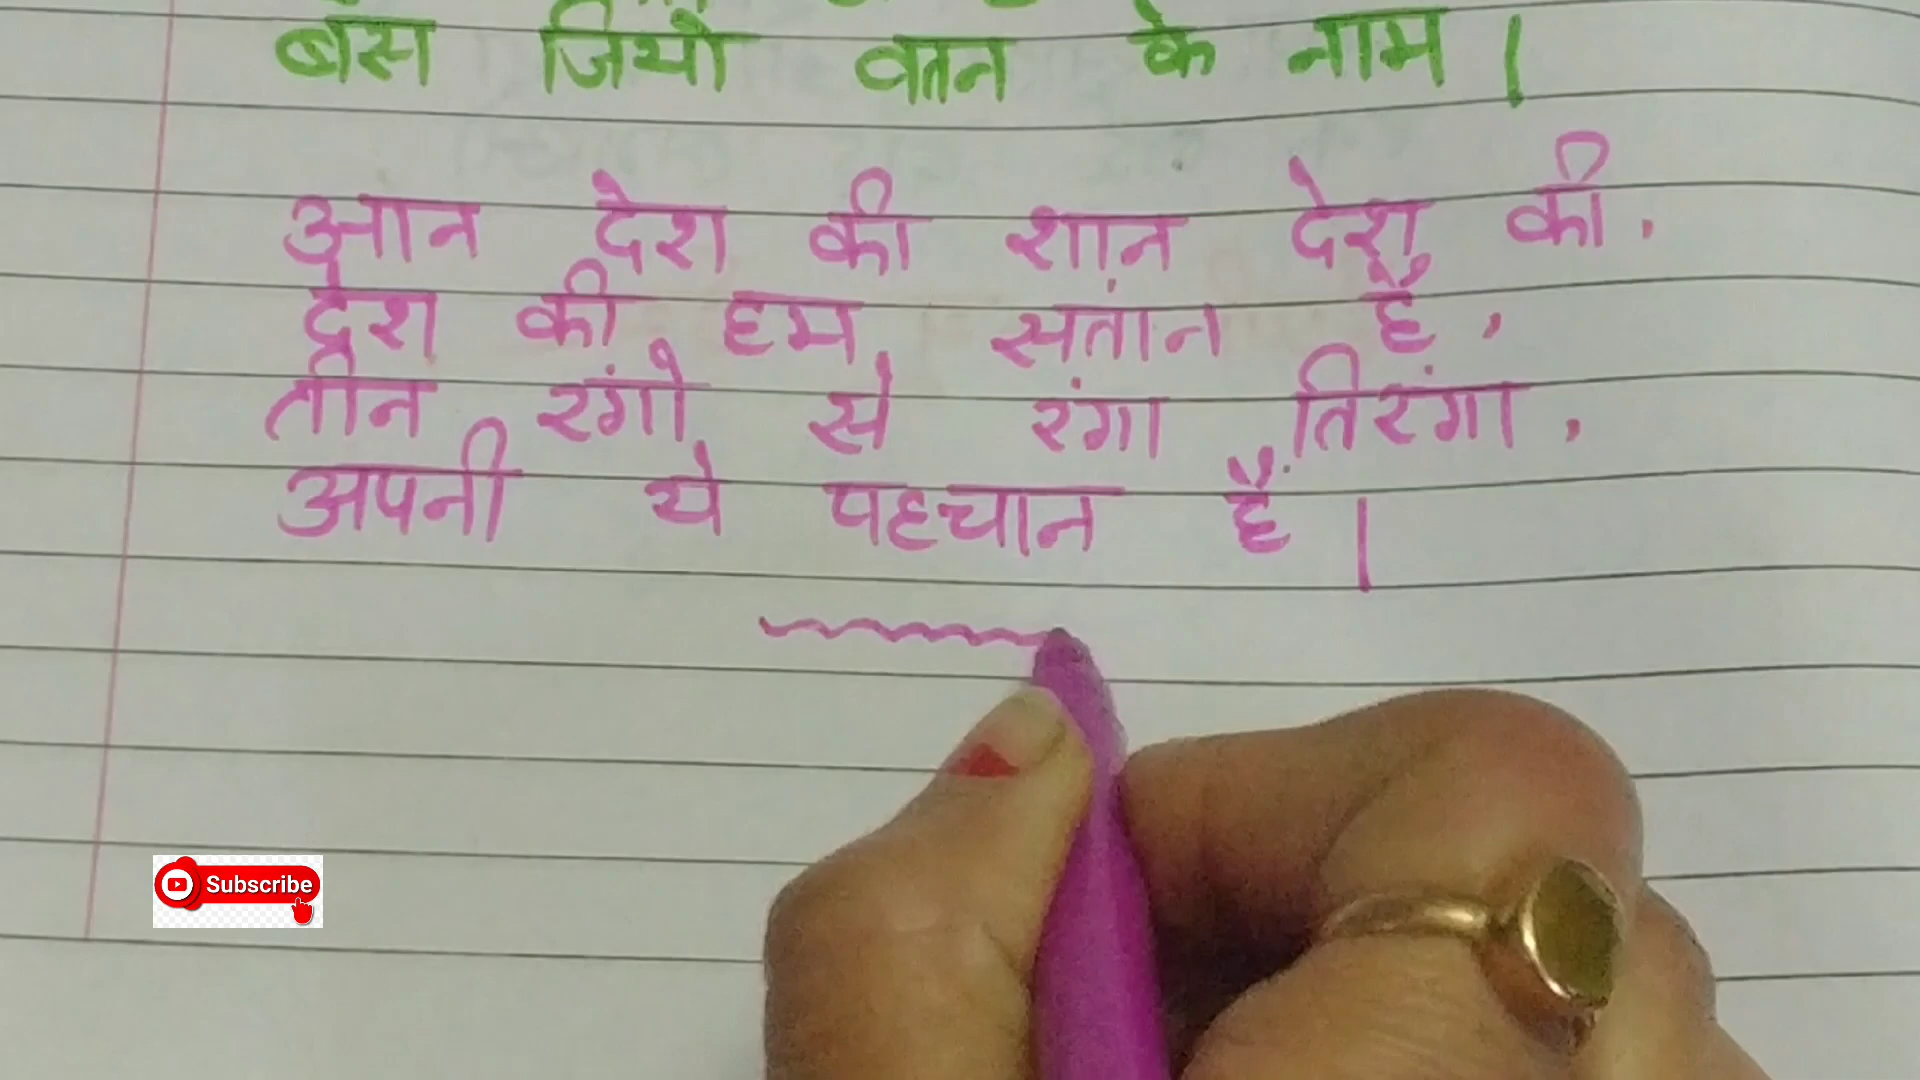 बस जियो वतन के नाम |
आन देश की शान देश की,
देश की हम संतान है,
तीन रंगो से रंगा तिरंगा,
अपनी ये पहचान हैं |
Subscribe